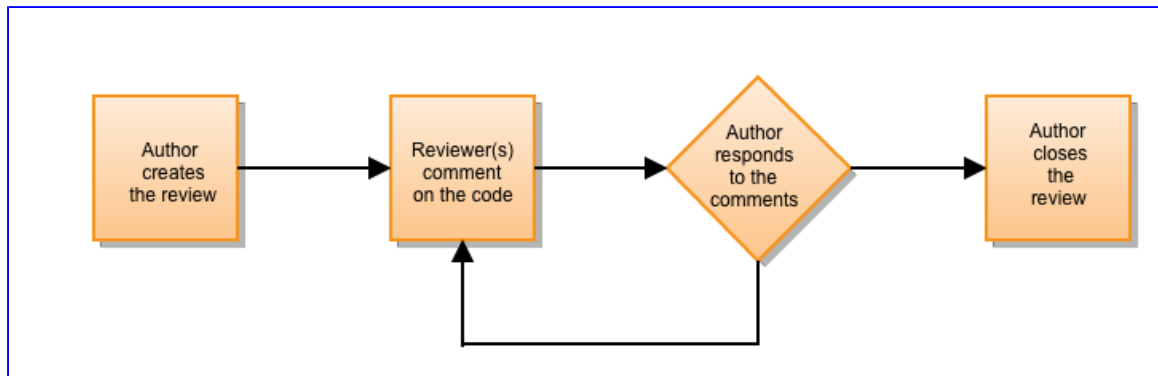 Author
creates
the review
Reviewer(s)
comment
on the code
Author
responds
to the
comments
Author
closes
the
review